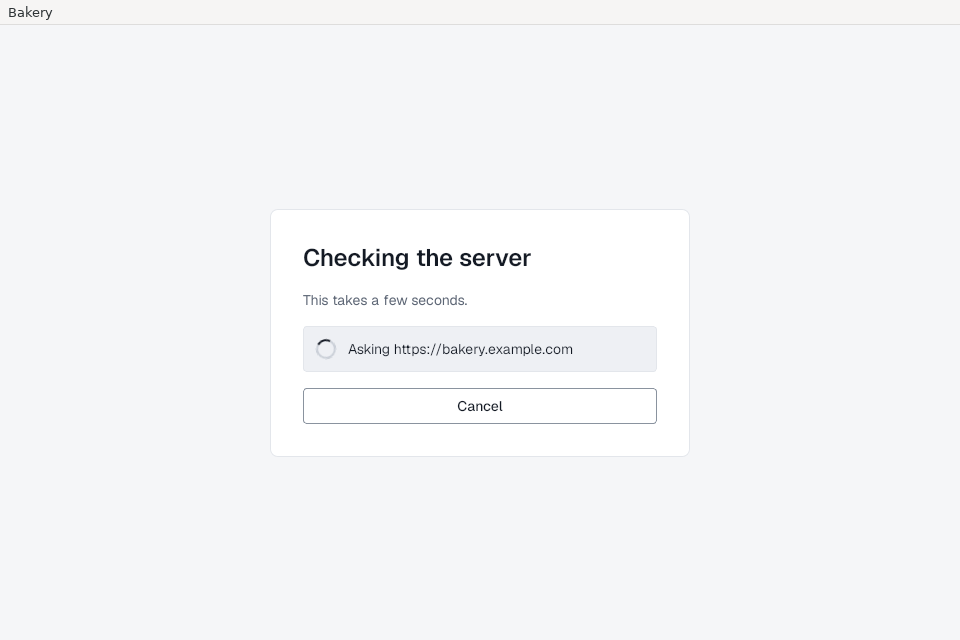 Bakery
Checking the server
This takes a few seconds.
Asking https://bakery.example.com
Cancel